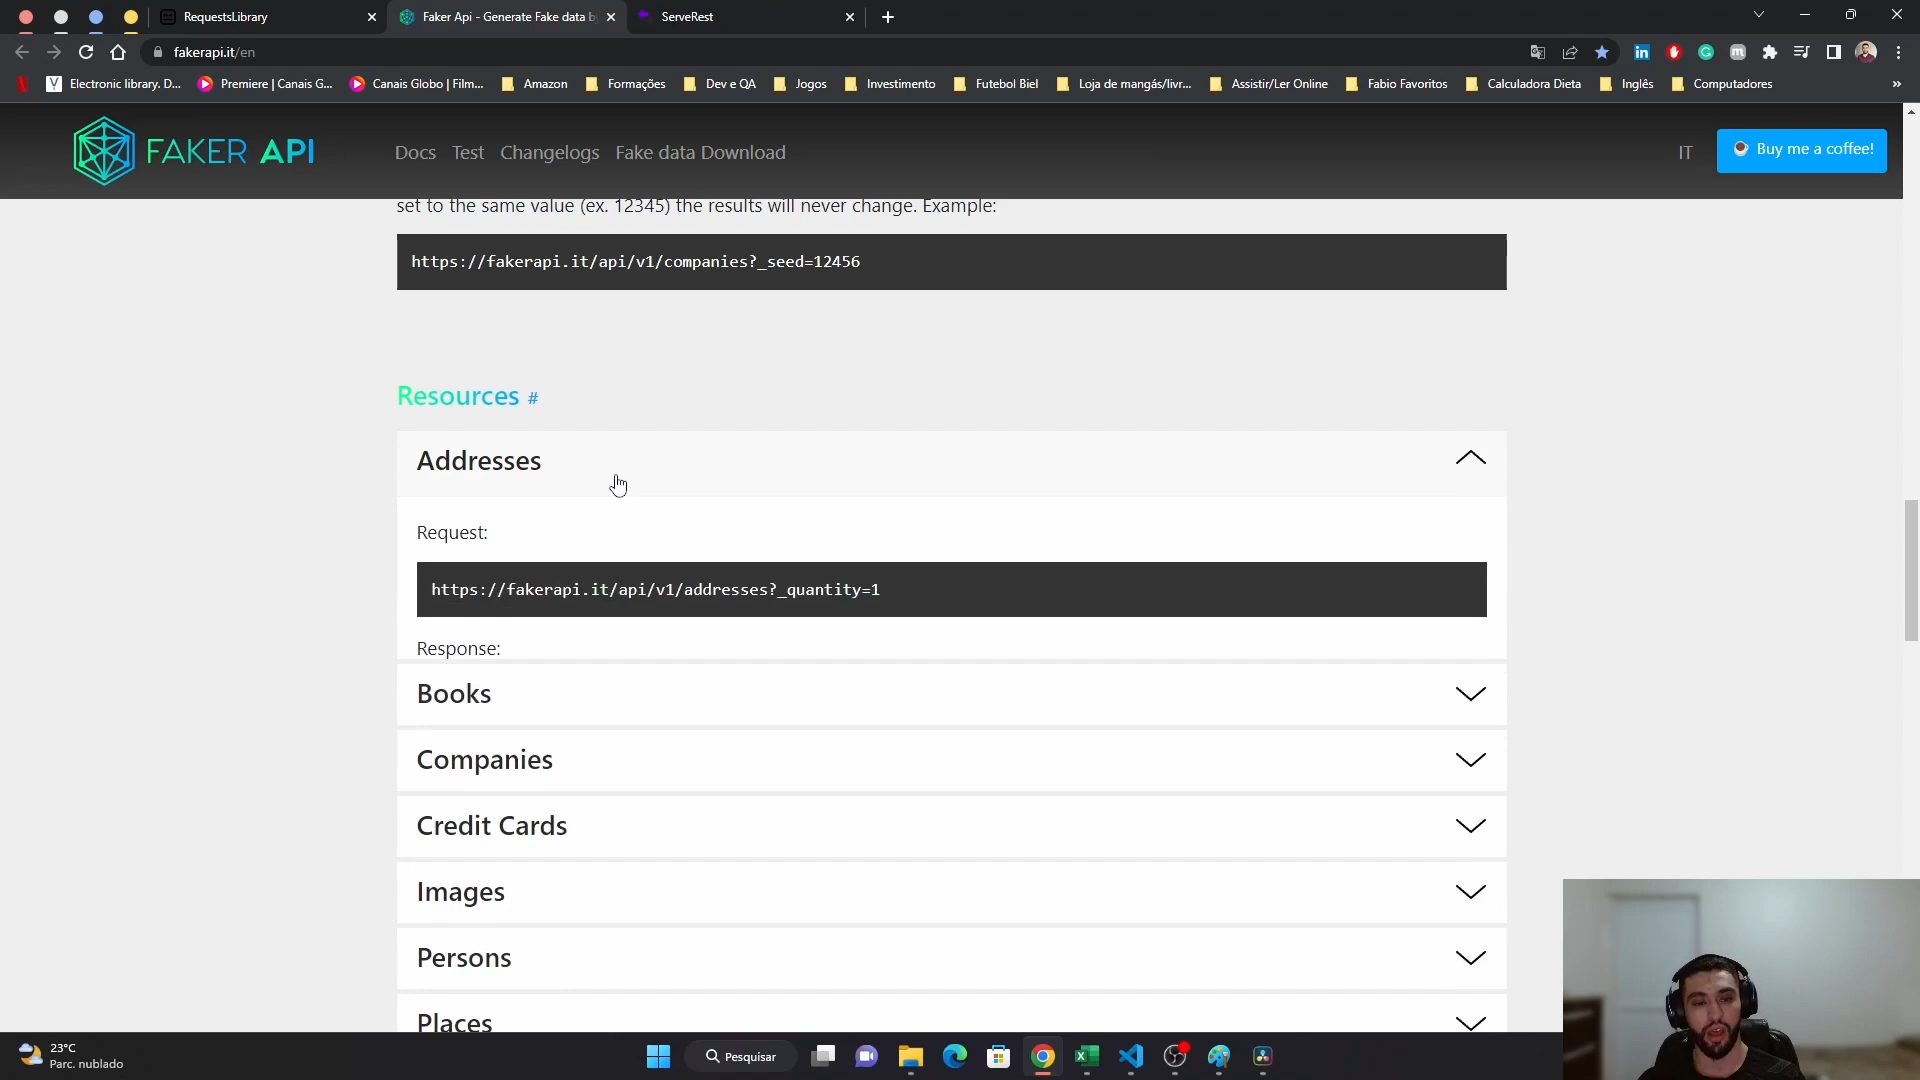 RequestsLibrary
Faker Api - Generate Fake data b
ServeRest
fakerapi.it/en
Electronic library. D...
Premiere | Canais G...
Canais Globo | Film...
Amazon
Formações
Dev e QA
Jogos
Investimento
Futebol Biel
Loja de mangás/livr...
Assistir/Ler Online
Fabio Favoritos
Calculadora Dieta
Inglês
Computadores
»
FAKER API
Docs
Test
Changelogs
Fake data Download
IT
Buy me a coffee!
set to the same value (ex. 12345) the results will never change. Example:
https://fakerapi.it/api/v1/companies?_seed=12456
Resources #
Addresses
Request:
https://fakerapi.it/api/v1/addresses?_quantity=1
Response:
Books
Companies
Credit Cards
Images
Persons
Places
23°C
Parc. nublado
Pesquisar